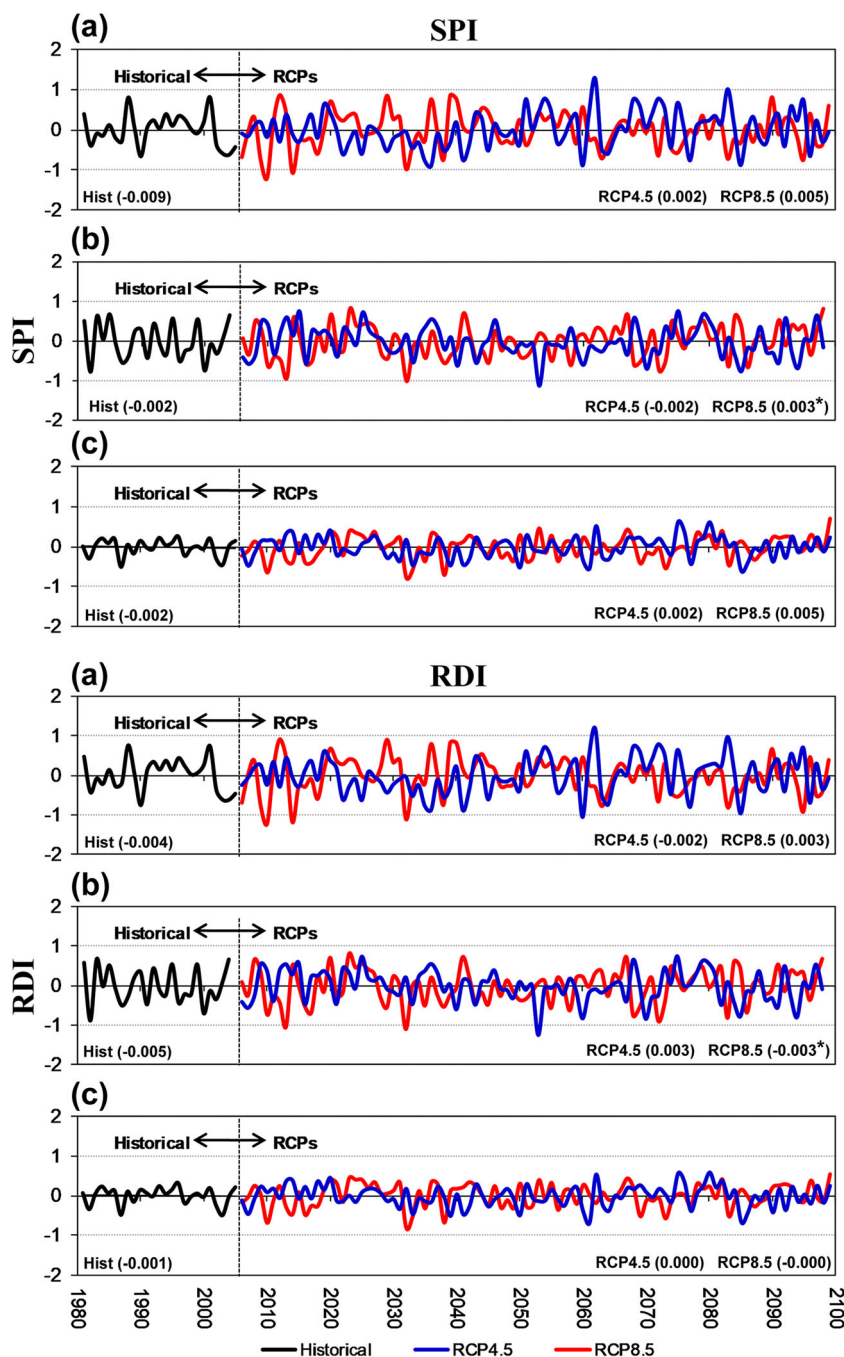 (a) SPI
2
Historical RCPs
1
0
-1
Hist (-0.009) RCP4.5 (0.002) RCP8.5 (0.005)
-2
(b)
2
Historical RCPs
1
SPI
0
-1
Hist (-0.002) RCP4.5 (-0.002) RCP8.5 (0.003*)
-2
(c)
2
Historical RCPs
1
0
-1
Hist (-0.002) RCP4.5 (0.002) RCP8.5 (0.005)
-2
(a) RDI
2
Historical RCPs
1
0
-1
Hist (-0.004) RCP4.5 (-0.002) RCP8.5 (0.003)
-2
(b)
2
Historical RCPs
1
RDI
0
-1
Hist (-0.005) RCP4.5 (0.003) RCP8.5 (-0.003*)
-2
(c)
2
Historical RCPs
1
0
-1
Hist (-0.001) RCP4.5 (0.000) RCP8.5 (-0.000)
-2
1980 1990 2000 2010 2020 2030 2040 2050 2060 2070 2080 2090 2100
Historical RCP4.5 RCP8.5